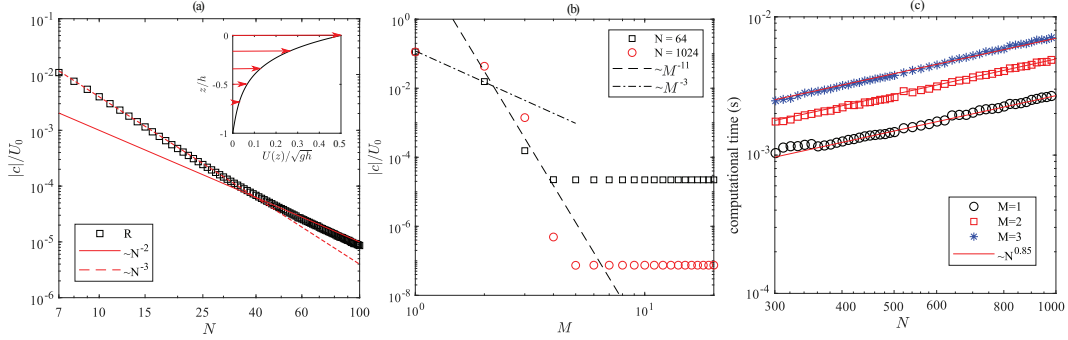 (a)
10^-1
10^-2
10^-3
10^-4
10^-5
10^-6
|c|/U_0
7 10 15 25 50 75 100
N
R
~N^-2
~N^-3
0
-0.5
-1
z/h
0 0.1 0.2 0.3 0.4 0.5
U(z)/√gh
(b)
10^0
10^-2
10^-4
10^-6
10^-8
|c|/U_0
10^0 10^1
M
N = 64
N = 1024
~M^-11
~M^-3
(c)
10^-2
10^-3
10^-4
computational time (s)
300 400 500 600 800 1000
N
M=1
M=2
M=3
~N^0.85